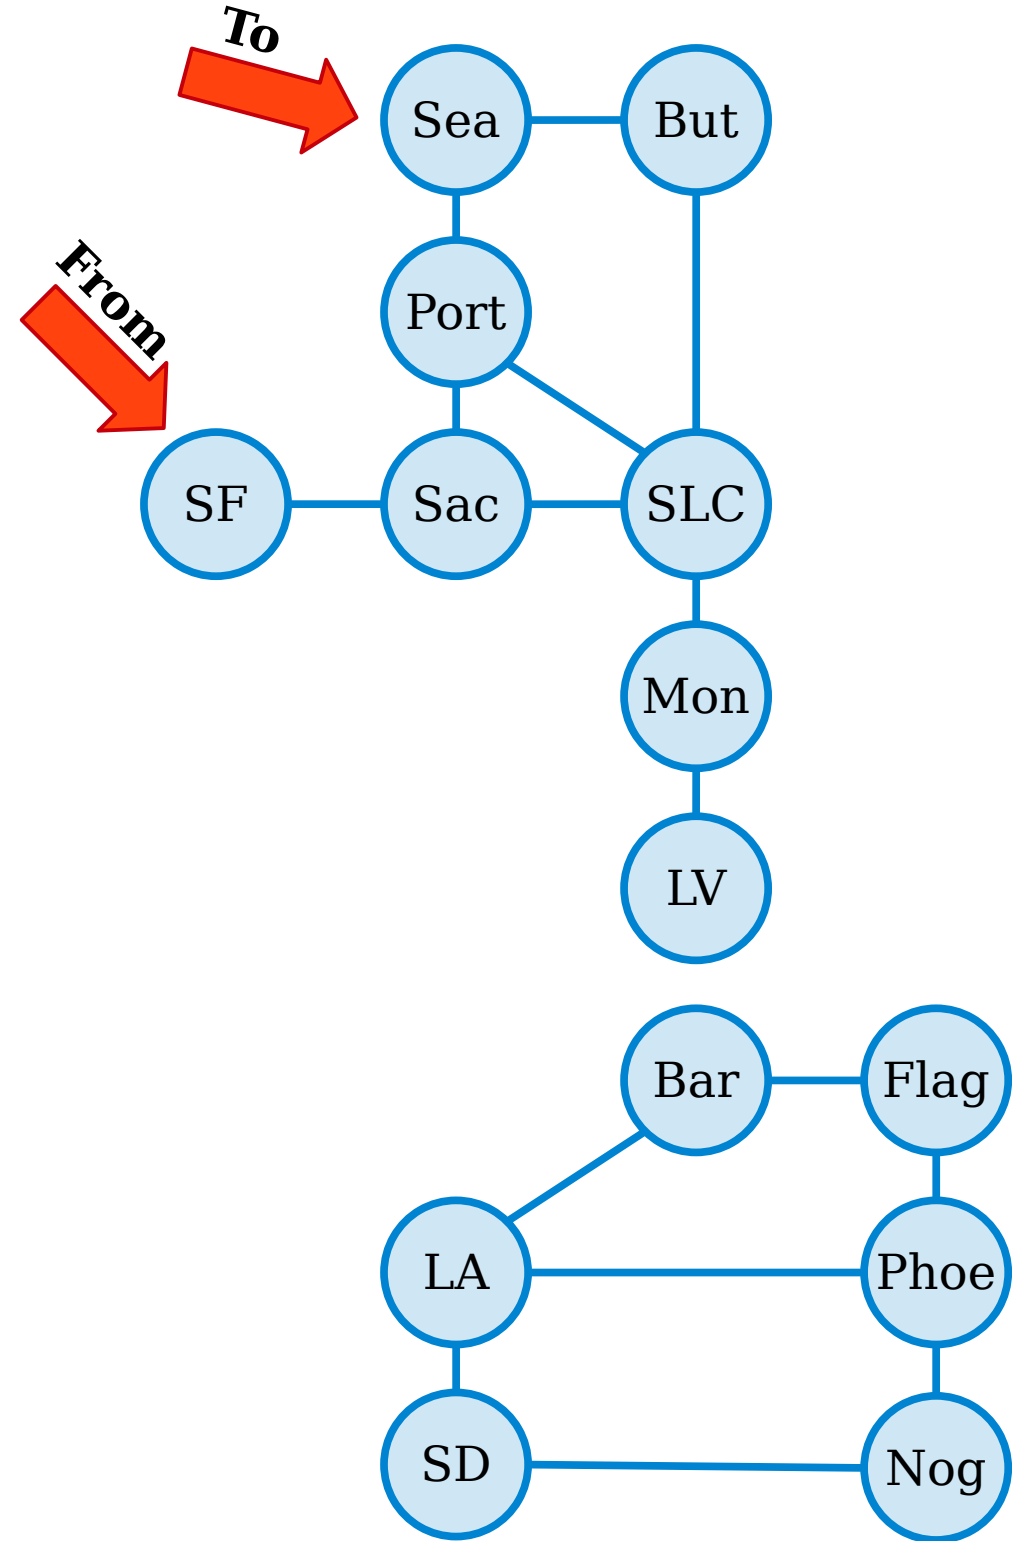 To
Sea
But
From
Port
SF
Sac
SLC
Mon
LV
Bar
Flag
LA
Phoe
SD
Nog